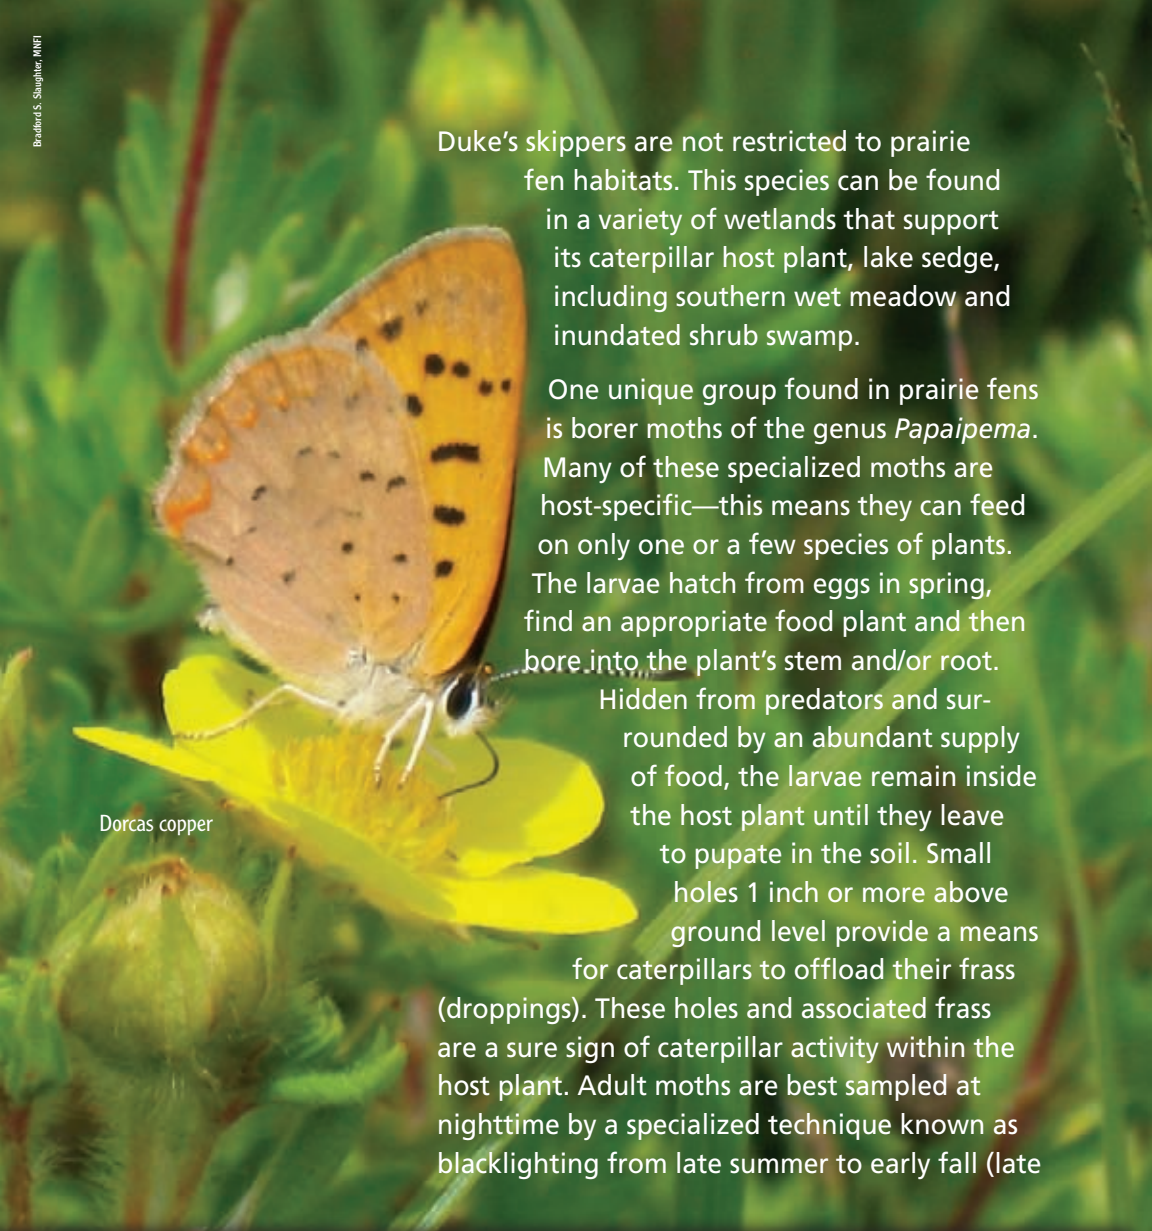 Bradford S. Slaughter, MNFI
Duke’s skippers are not restricted to prairie
fen habitats. This species can be found
in a variety of wetlands that support
its caterpillar host plant, lake sedge,
including southern wet meadow and
inundated shrub swamp.
One unique group found in prairie fens
is borer moths of the genus Papaipema.
Many of these specialized moths are
host-specific—this means they can feed
on only one or a few species of plants.
The larvae hatch from eggs in spring,
find an appropriate food plant and then
bore into the plant’s stem and/or root.
Hidden from predators and sur-
rounded by an abundant supply
of food, the larvae remain inside
the host plant until they leave
to pupate in the soil. Small
holes 1 inch or more above
ground level provide a means
for caterpillars to offload their frass
(droppings). These holes and associated frass
are a sure sign of caterpillar activity within the
host plant. Adult moths are best sampled at
nighttime by a specialized technique known as
blacklighting from late summer to early fall (late
Dorcas copper